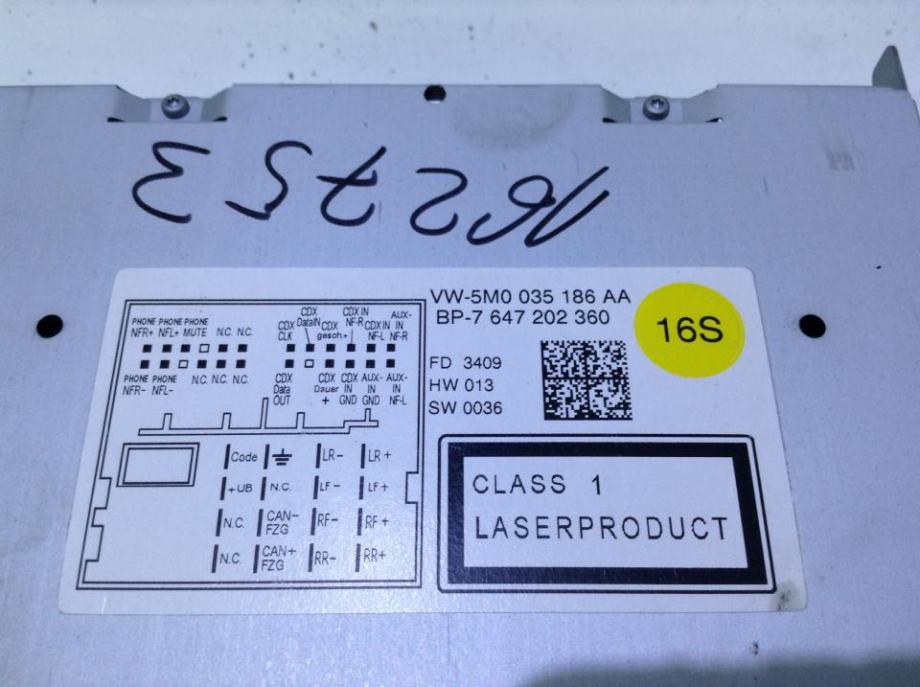 162753
VW-5M0 035 186 AA
BP-7 647 202 360
16S
FD 3409
HW 013
SW 0036
PHONE PHONE PHONE
NFR+ NFL+ MUTE N.C. N.C.
PHONE PHONE
NFR- NFL- N.C. N.C. N.C.
CDX CLK
CDX DataIN
CDX gesch.+
CDX IN NF-R
CDX IN NF-L
AUX-IN NF-R
CDX Data OUT
CDX Dauer +
CDX IN GND
AUX-IN GND
AUX-IN NF-L
Code LR- LR+
+UB N.C. LF- LF+
N.C. CAN-FZG RF- RF+
N.C. CAN+FZG RR- RR+
CLASS 1
LASERPRODUCT